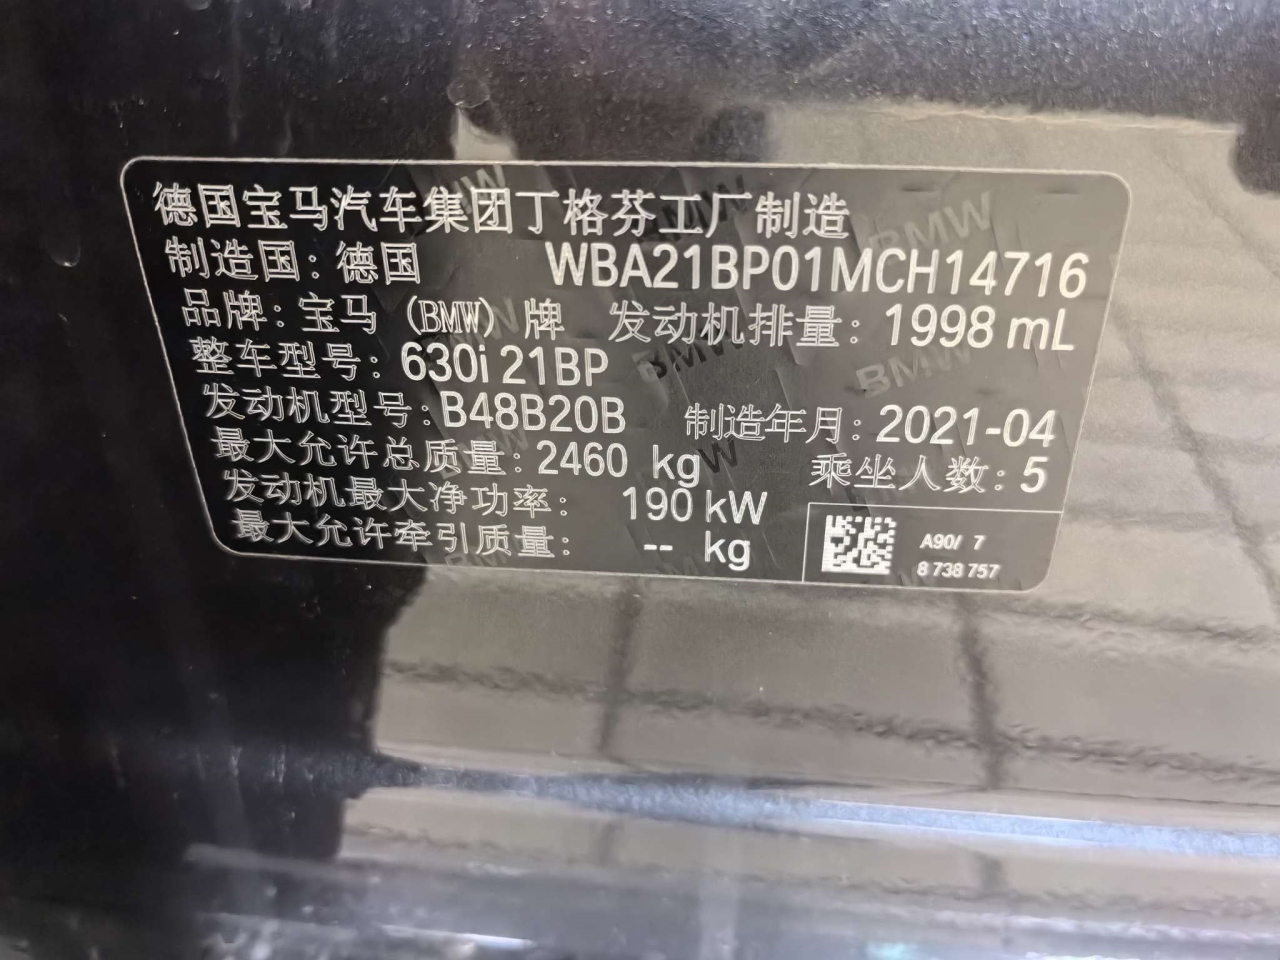 德国宝马汽车集团丁格芬工厂制造
制造国：德国 WBA21BP01MCH14716
品牌：宝马（BMW）牌 发动机排量：1998 mL
整车型号：630i 21BP
发动机型号：B48B20B 制造年月：2021-04
最大允许总质量：2460 kg 乘坐人数：5
发动机最大净功率： 190 kW
最大允许牵引质量： -- kg
A90/ 7
8 738 757